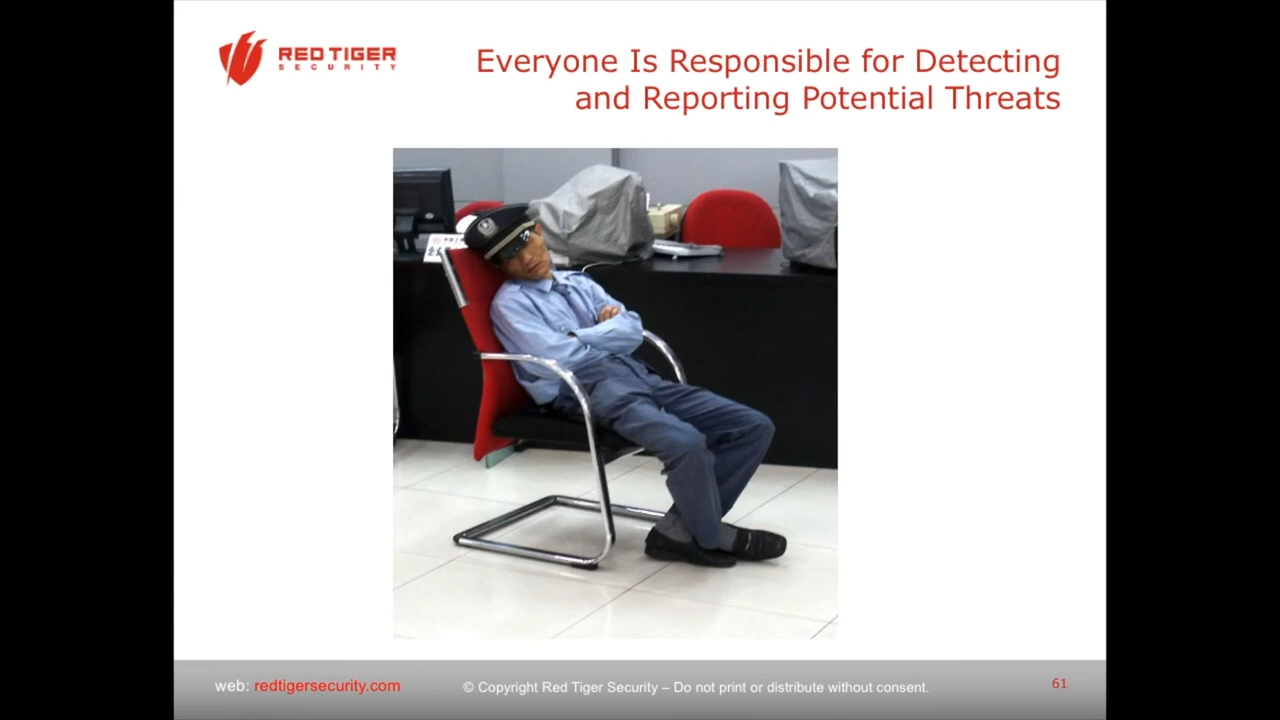 RED TIGER
SECURITY
Everyone Is Responsible for Detecting
and Reporting Potential Threats
web: redtigersecurity.com
© Copyright Red Tiger Security – Do not print or distribute without consent.
61